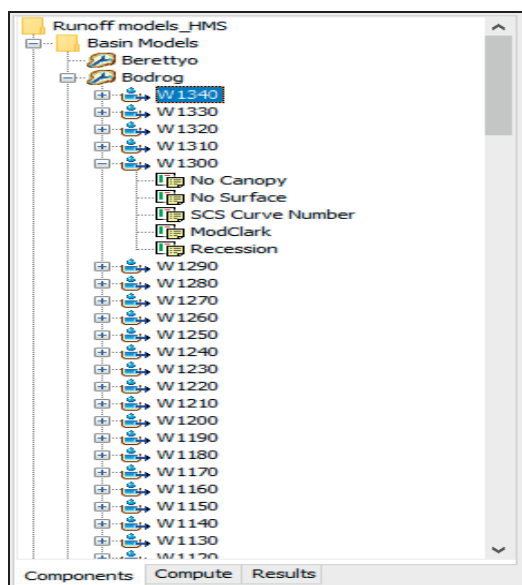 Runoff models_HMS
Basin Models
Berettyo
Bodrog
W1340
W1330
W1320
W1310
W1300
No Canopy
No Surface
SCS Curve Number
ModClark
Recession
W1290
W1280
W1270
W1260
W1250
W1240
W1230
W1220
W1210
W1200
W1190
W1180
W1170
W1160
W1150
W1140
W1130
W1120
Components Compute Results